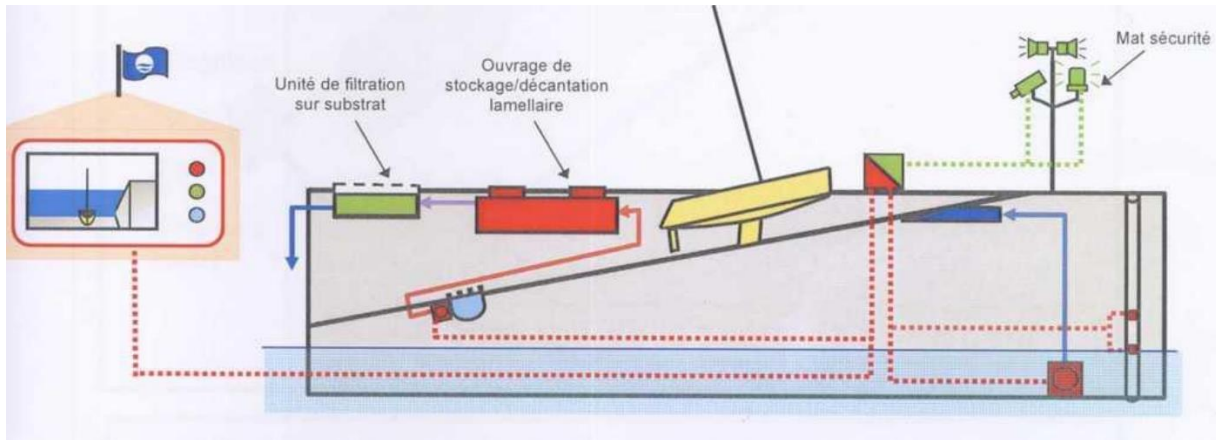 Unité de filtration
sur substrat
Ouvrage de
stockage/décantation
lamellaire
Mat sécurité